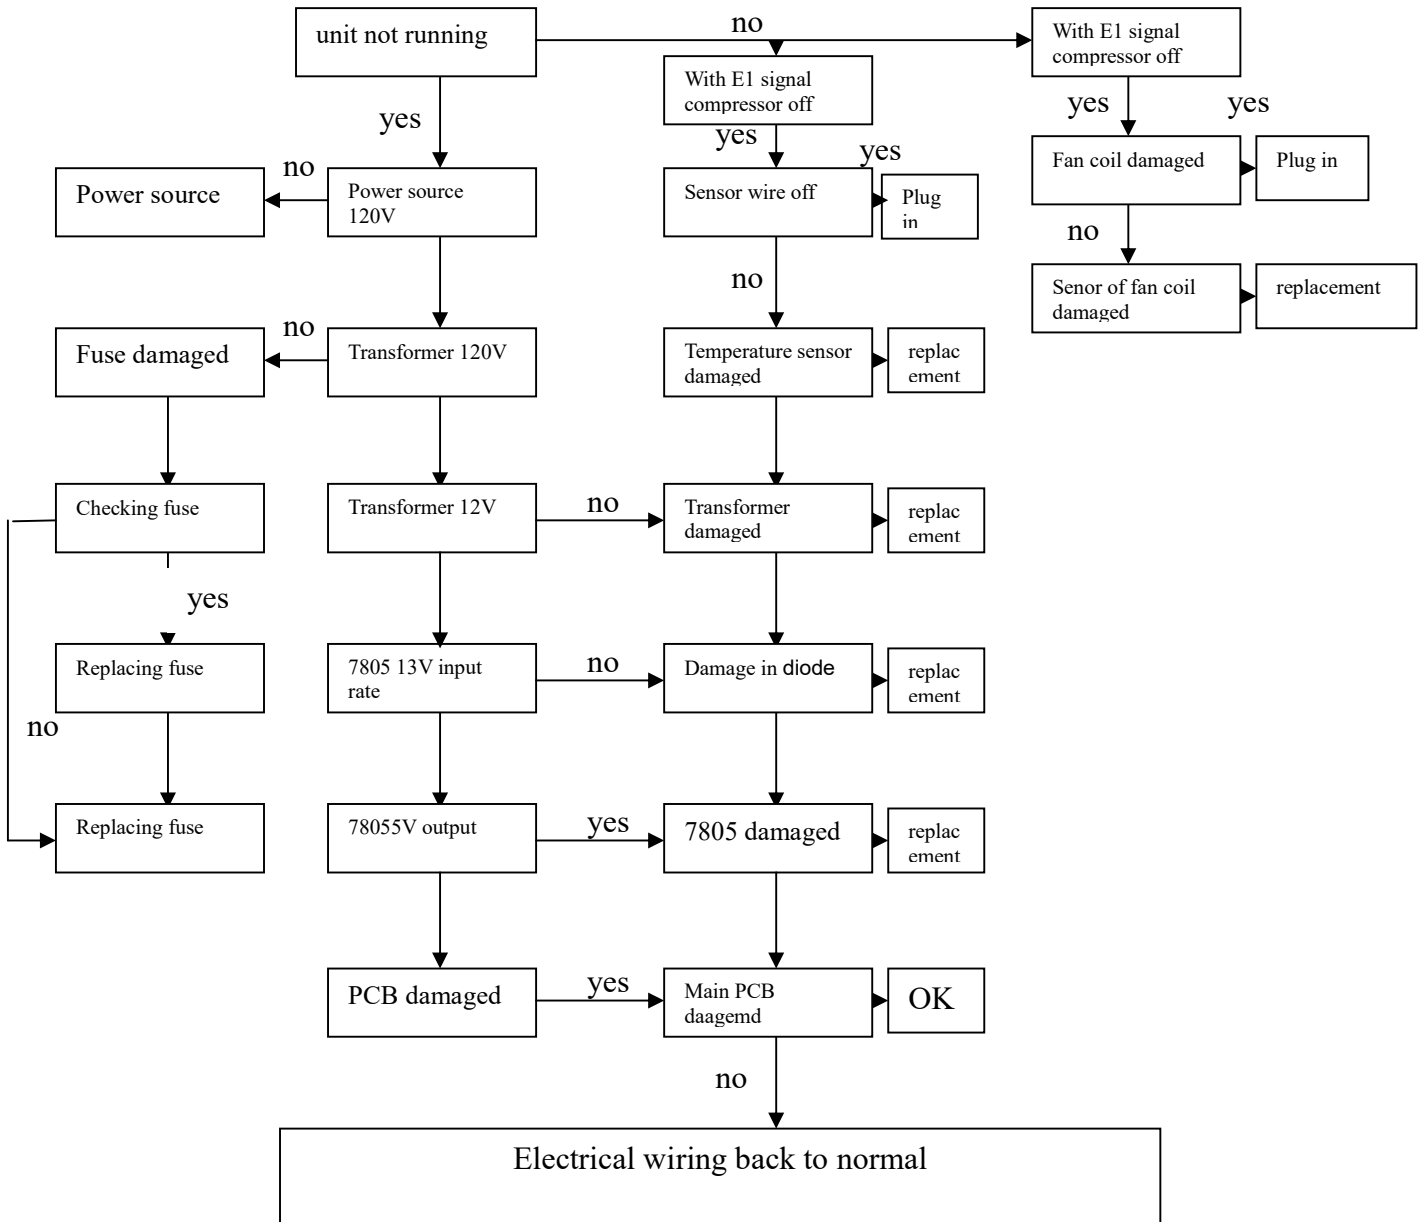 unit not running
no
With E1 signal
compressor off
With E1 signal
compressor off
yes
yes
yes
yes
yes
no
Power source
Power source
120V
Sensor wire off
Plug
in
Fan coil damaged
Plug in
no
no
Senor of fan coil
damaged
replacement
no
Fuse damaged
Transformer 120V
Temperature sensor
damaged
replac
ement
Checking fuse
Transformer 12V
no
Transformer
damaged
replac
ement
yes
Replacing fuse
7805 13V input
rate
no
Damage in diode
replac
ement
no
Replacing fuse
78055V output
yes
7805 damaged
replac
ement
PCB damaged
yes
Main PCB
daagemd
OK
no
Electrical wiring back to normal